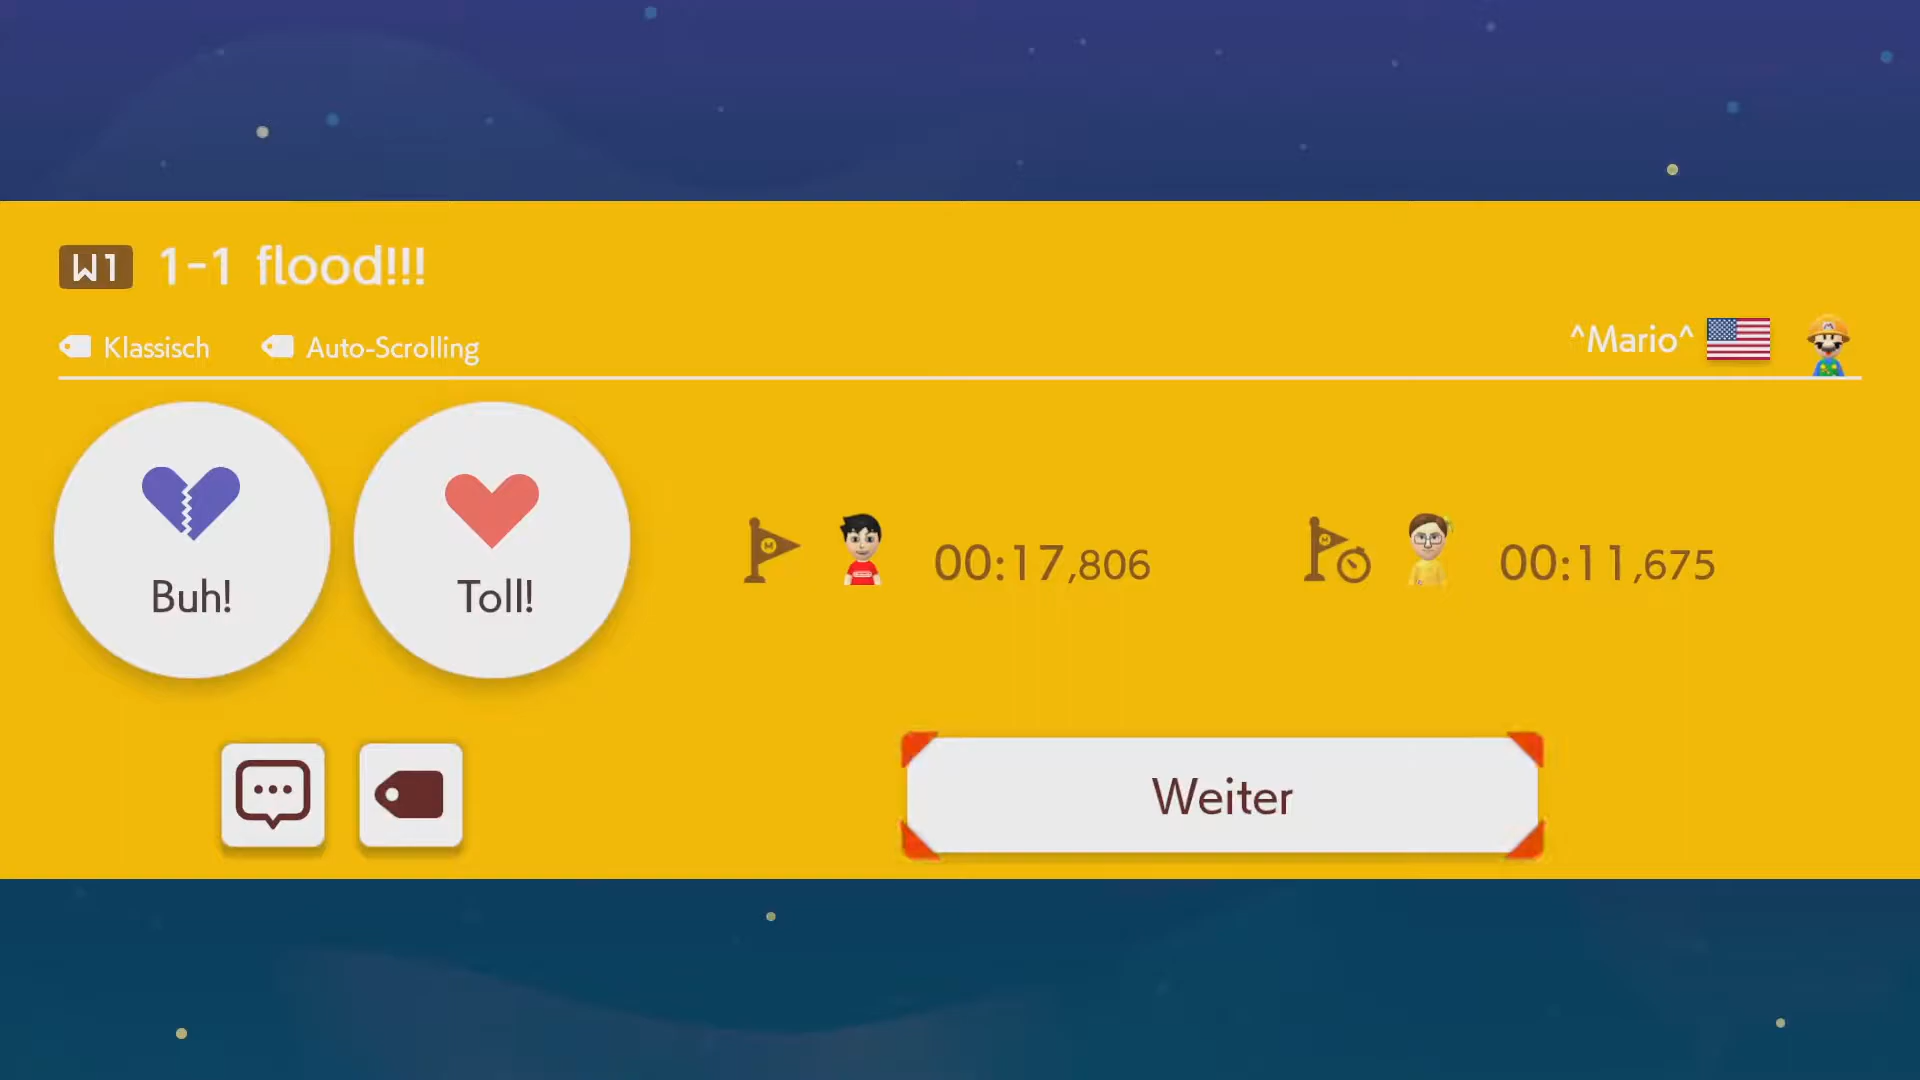 W1 1-1 flood!!!
Klassisch Auto-Scrolling ^Mario^
Buh! Toll! M 00:17,806 M 00:11,675
Weiter